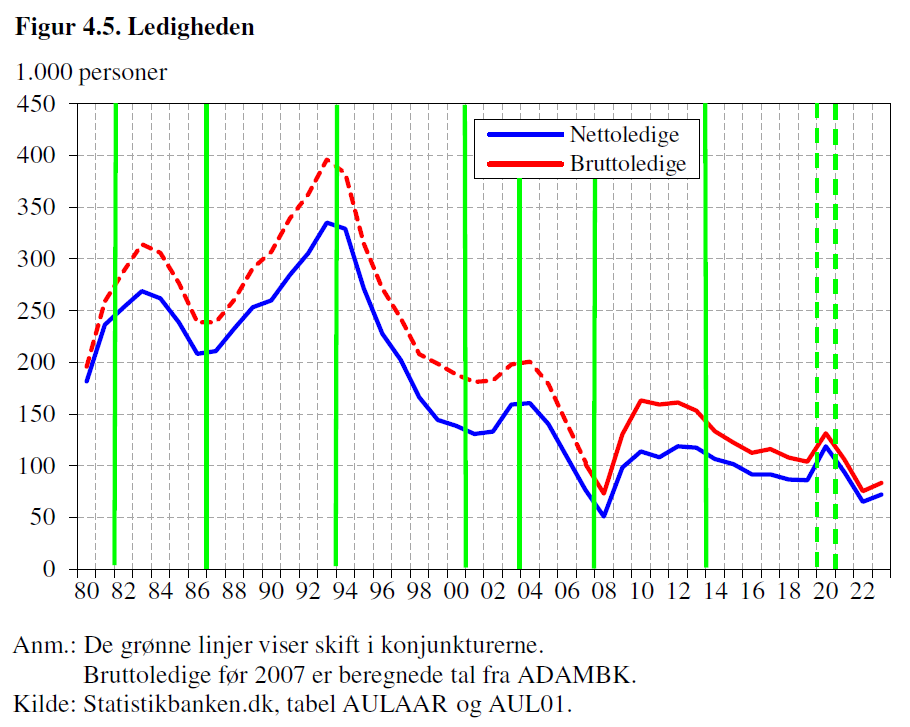 Figur 4.5. Ledigheden
1.000 personer
450
400
350
300
250
200
150
100
50
0
Nettoledige
Bruttoledige
80 82 84 86 88 90 92 94 96 98 00 02 04 06 08 10 12 14 16 18 20 22
Anm.: De grønne linjer viser skift i konjunkturerne.
Bruttoledige før 2007 er beregnede tal fra ADAMBK.
Kilde: Statistikbanken.dk, tabel AULAAR og AUL01.